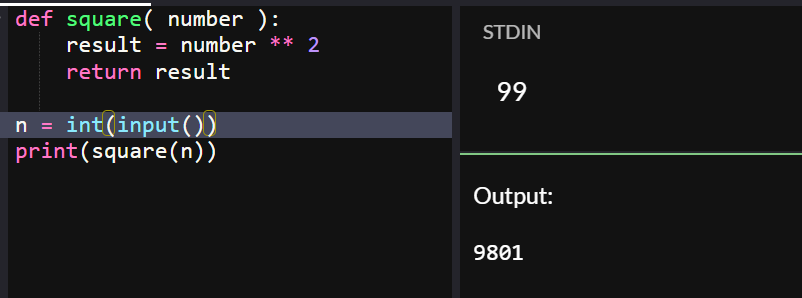 def square( number ):
    result = number ** 2
    return result

n = int(input())
print(square(n))
STDIN
99
Output:
9801